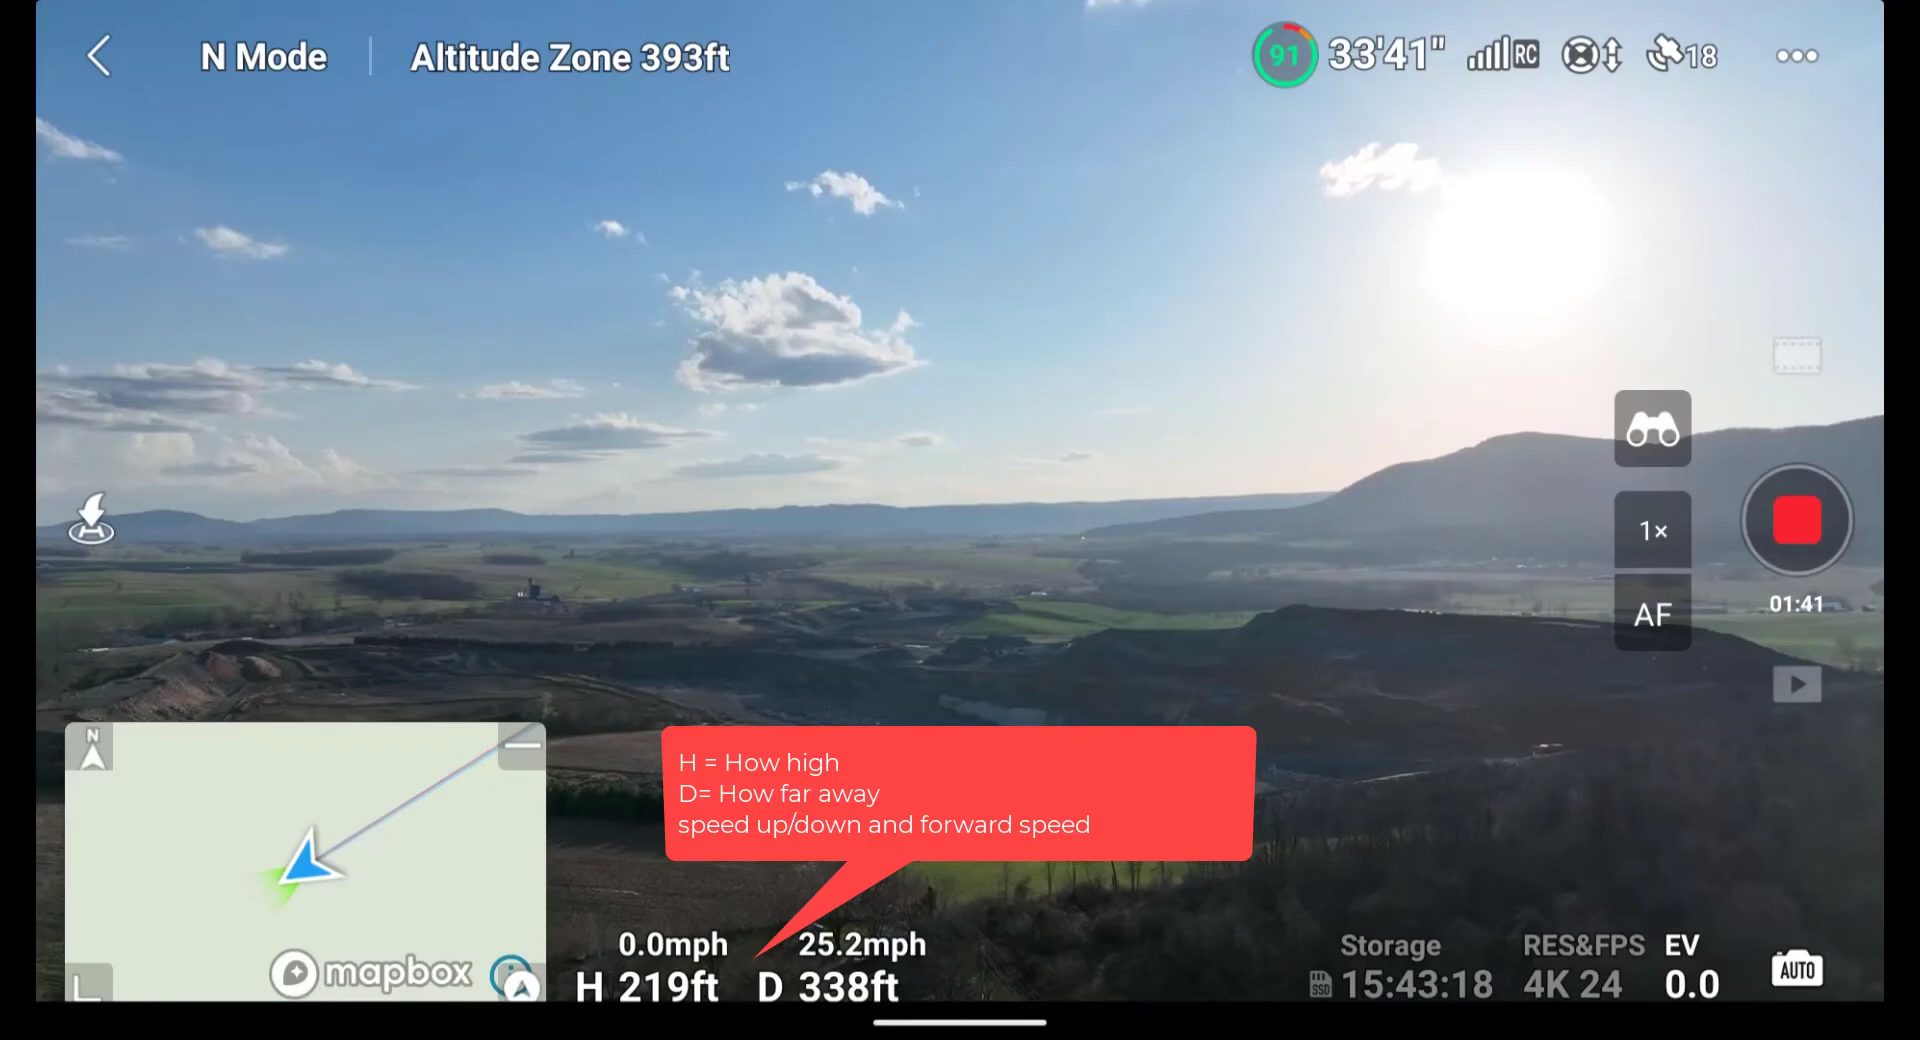 N Mode
Altitude Zone 393ft
91
33'41"
RC
18
1×
AF
01:41
N
H = How high
D= How far away
speed up/down and forward speed
mapbox
0.0mph
25.2mph
H 219ft
D 338ft
Storage
SSD 15:43:18
RES&FPS
4K 24
EV
0.0
AUTO